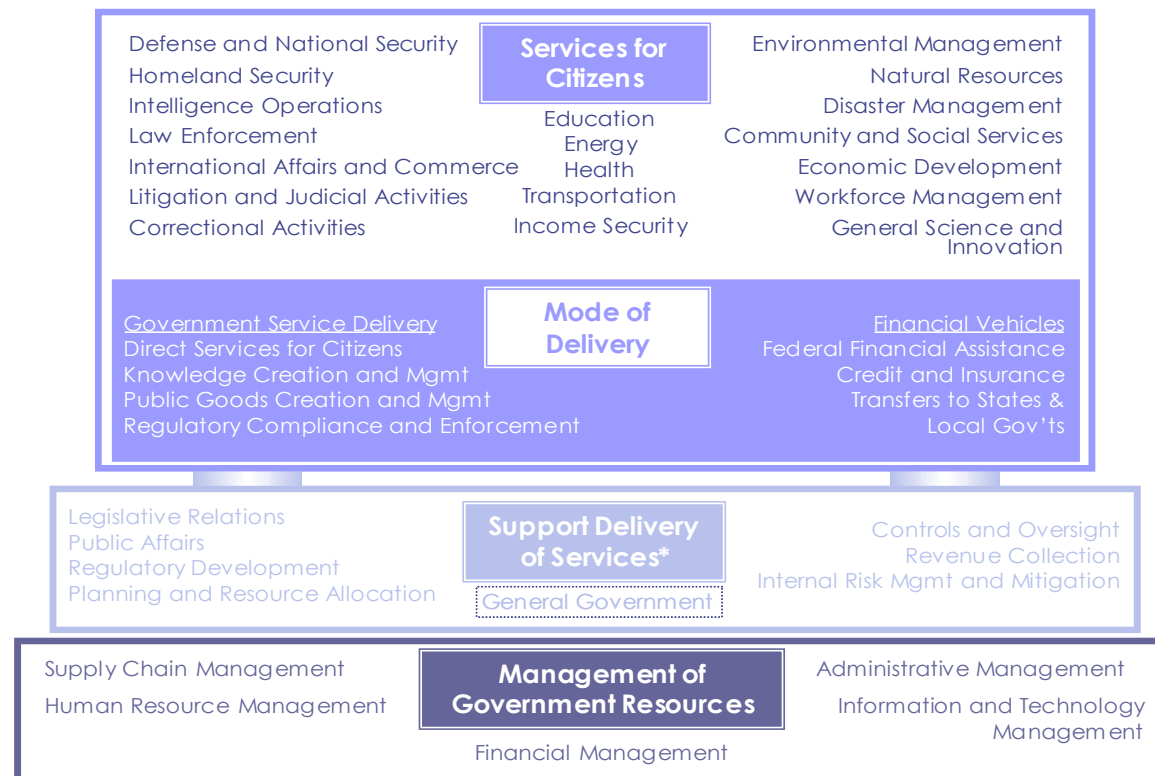 Defense and National Security
Homeland Security
Intelligence Operations
Law Enforcement
International Affairs and Commerce
Litigation and Judicial Activities
Correctional Activities
Services for
Citizens
Education
Energy
Health
Transportation
Income Security
Environmental Management
Natural Resources
Disaster Management
Community and Social Services
Economic Development
Workforce Management
General Science and
Innovation
Mode of
Delivery
Government Service Delivery
Direct Services for Citizens
Knowledge Creation and Mgmt
Public Goods Creation and Mgmt
Regulatory Compliance and Enforcement
Financial Vehicles
Federal Financial Assistance
Credit and Insurance
Transfers to States &
Local Gov'ts
Legislative Relations
Public Affairs
Regulatory Development
Planning and Resource Allocation
Support Delivery
of Services*
General Government
Controls and Oversight
Revenue Collection
Internal Risk Mgmt and Mitigation
Supply Chain Management
Human Resource Management
Management of
Government Resources
Financial Management
Administrative Management
Information and Technology
Management